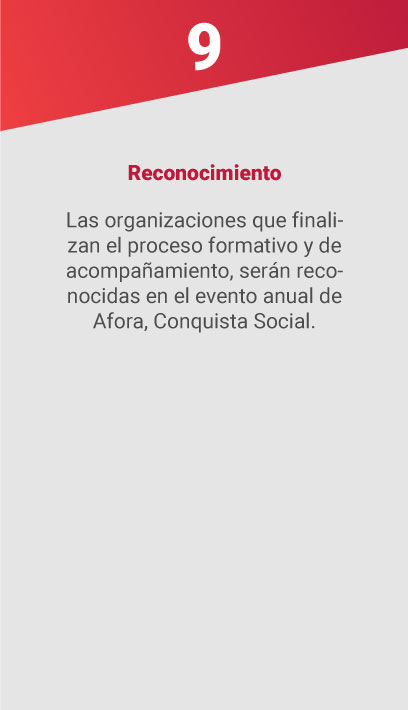 9
Reconocimiento
Las organizaciones que finali-
zan el proceso formativo y de
acompañamiento, serán reco-
nocidas en el evento anual de
Afora, Conquista Social.